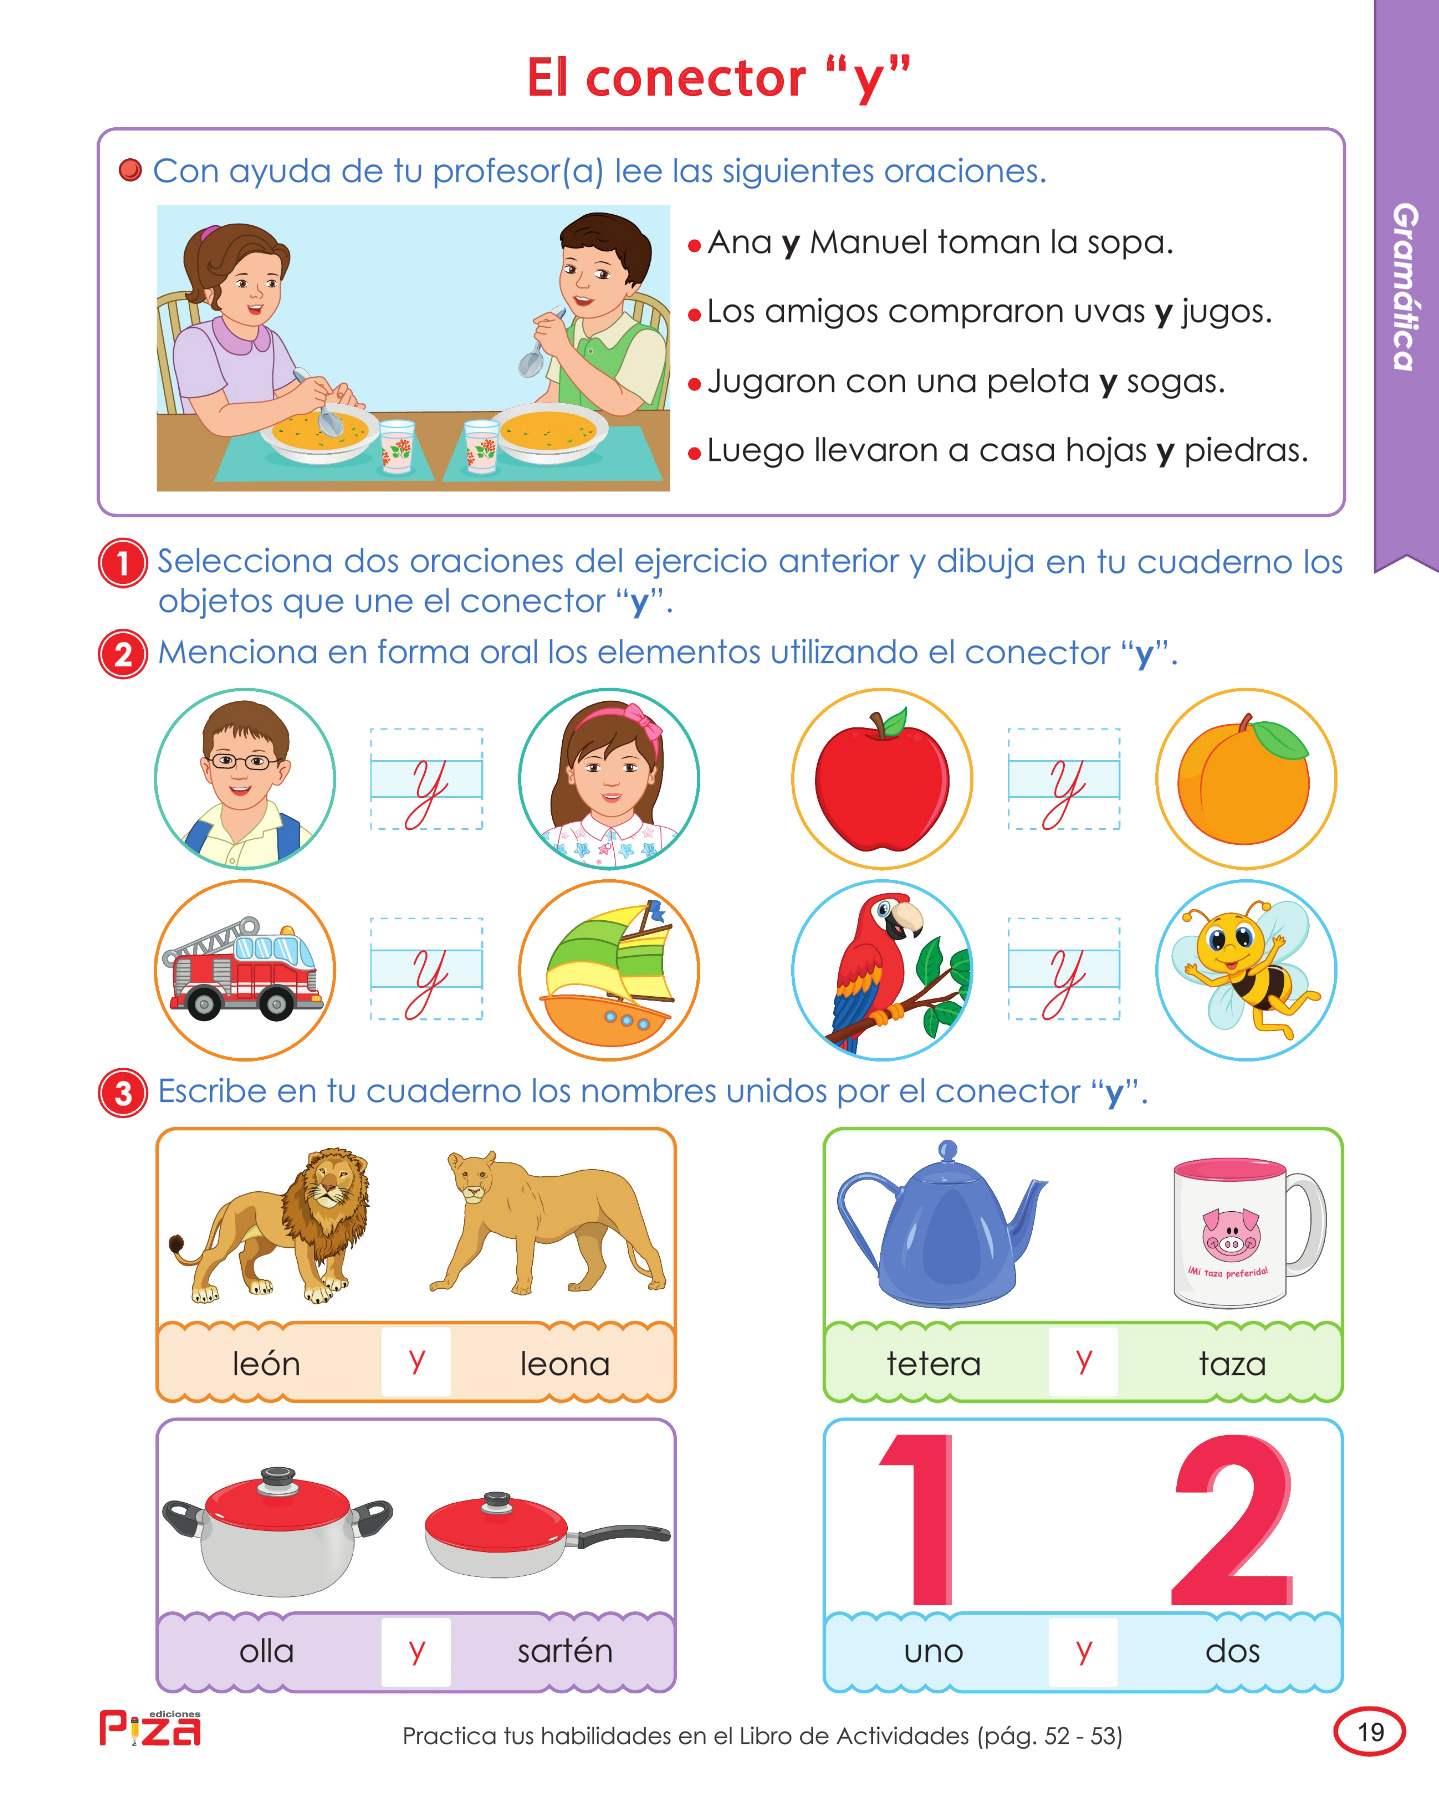 El conector “y”
Gramática
Con ayuda de tu profesor(a) lee las siguientes oraciones.
Ana y Manuel toman la sopa.
Los amigos compraron uvas y jugos.
Jugaron con una pelota y sogas.
Luego llevaron a casa hojas y piedras.
1 Selecciona dos oraciones del ejercicio anterior y dibuja en tu cuaderno los
objetos que une el conector “y”.
2 Menciona en forma oral los elementos utilizando el conector “y”.
y y
y y
3 Escribe en tu cuaderno los nombres unidos por el conector “y”.
¡Mi taza preferida!
león y leona
tetera y taza
1 2
olla y sartén
uno y dos
ediciones
Piza
Practica tus habilidades en el Libro de Actividades (pág. 52 - 53)
19